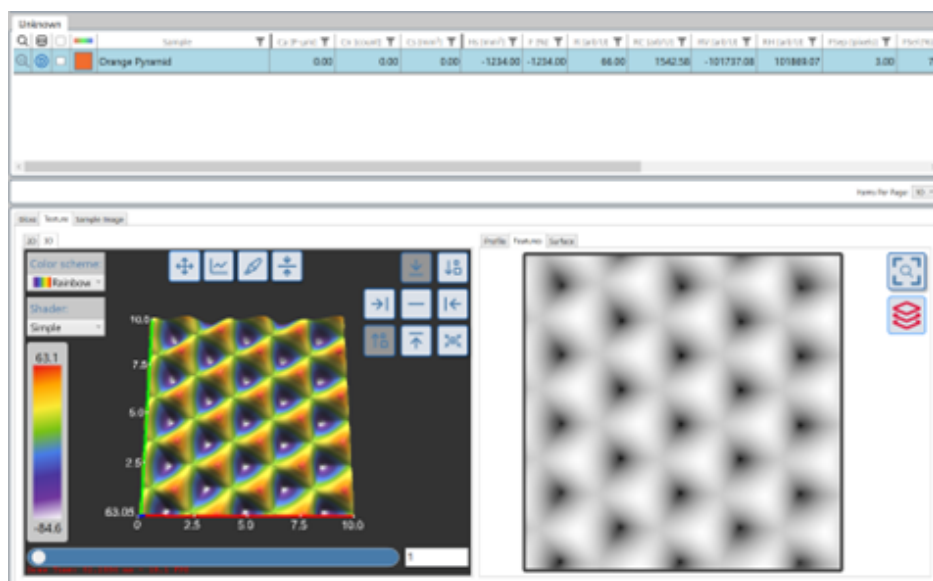 Unknown
Sample
Orange Pyramid 0.00 0.00 0.00 -1234.00 -1234.00 66.00 1542.58 -101737.08 101889.07 3.00
Items Per Page:
Texture Sample Image
2D 3D
Profile Features Surface
Color scheme:
Rainbow
Shader:
Simple
63.1
-84.6
10.0
7.5
5.0
2.5
63.05
0 2.5 5.0 7.5 10.0
1